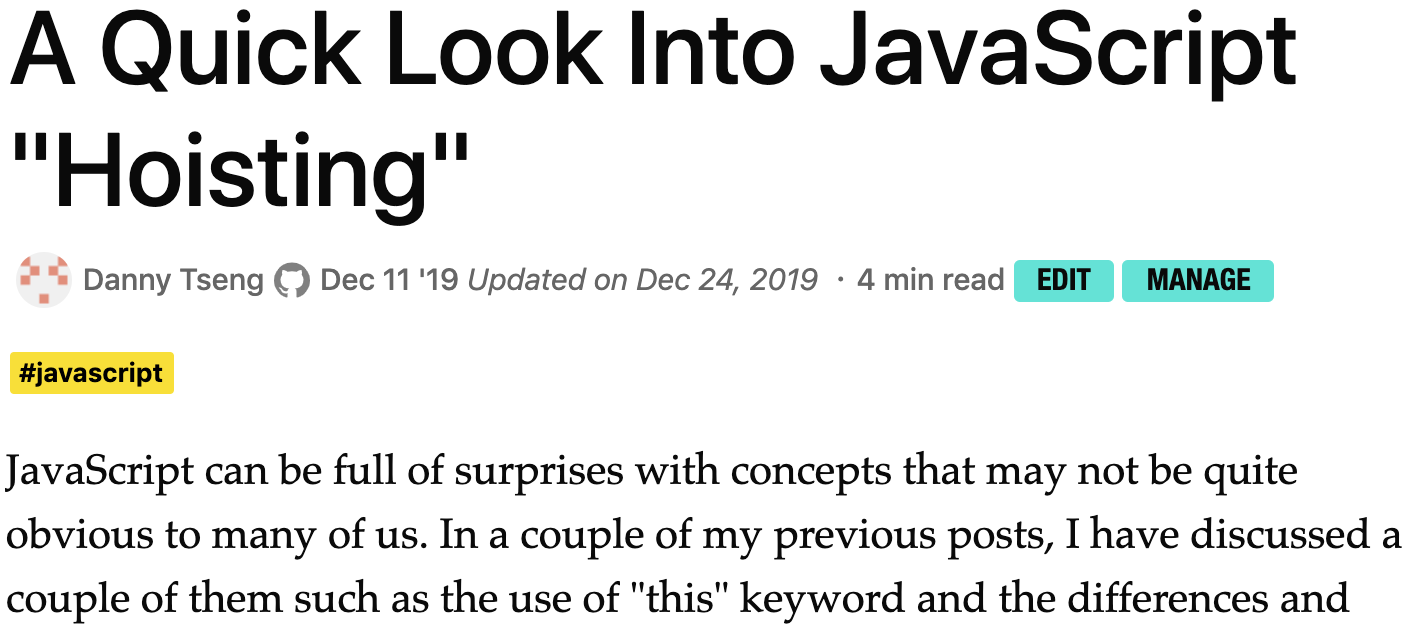 A Quick Look Into JavaScript
"Hoisting"
Danny Tseng Dec 11 '19 Updated on Dec 24, 2019 · 4 min read EDIT MANAGE
#javascript
JavaScript can be full of surprises with concepts that may not be quite
obvious to many of us. In a couple of my previous posts, I have discussed a
couple of them such as the use of "this" keyword and the differences and